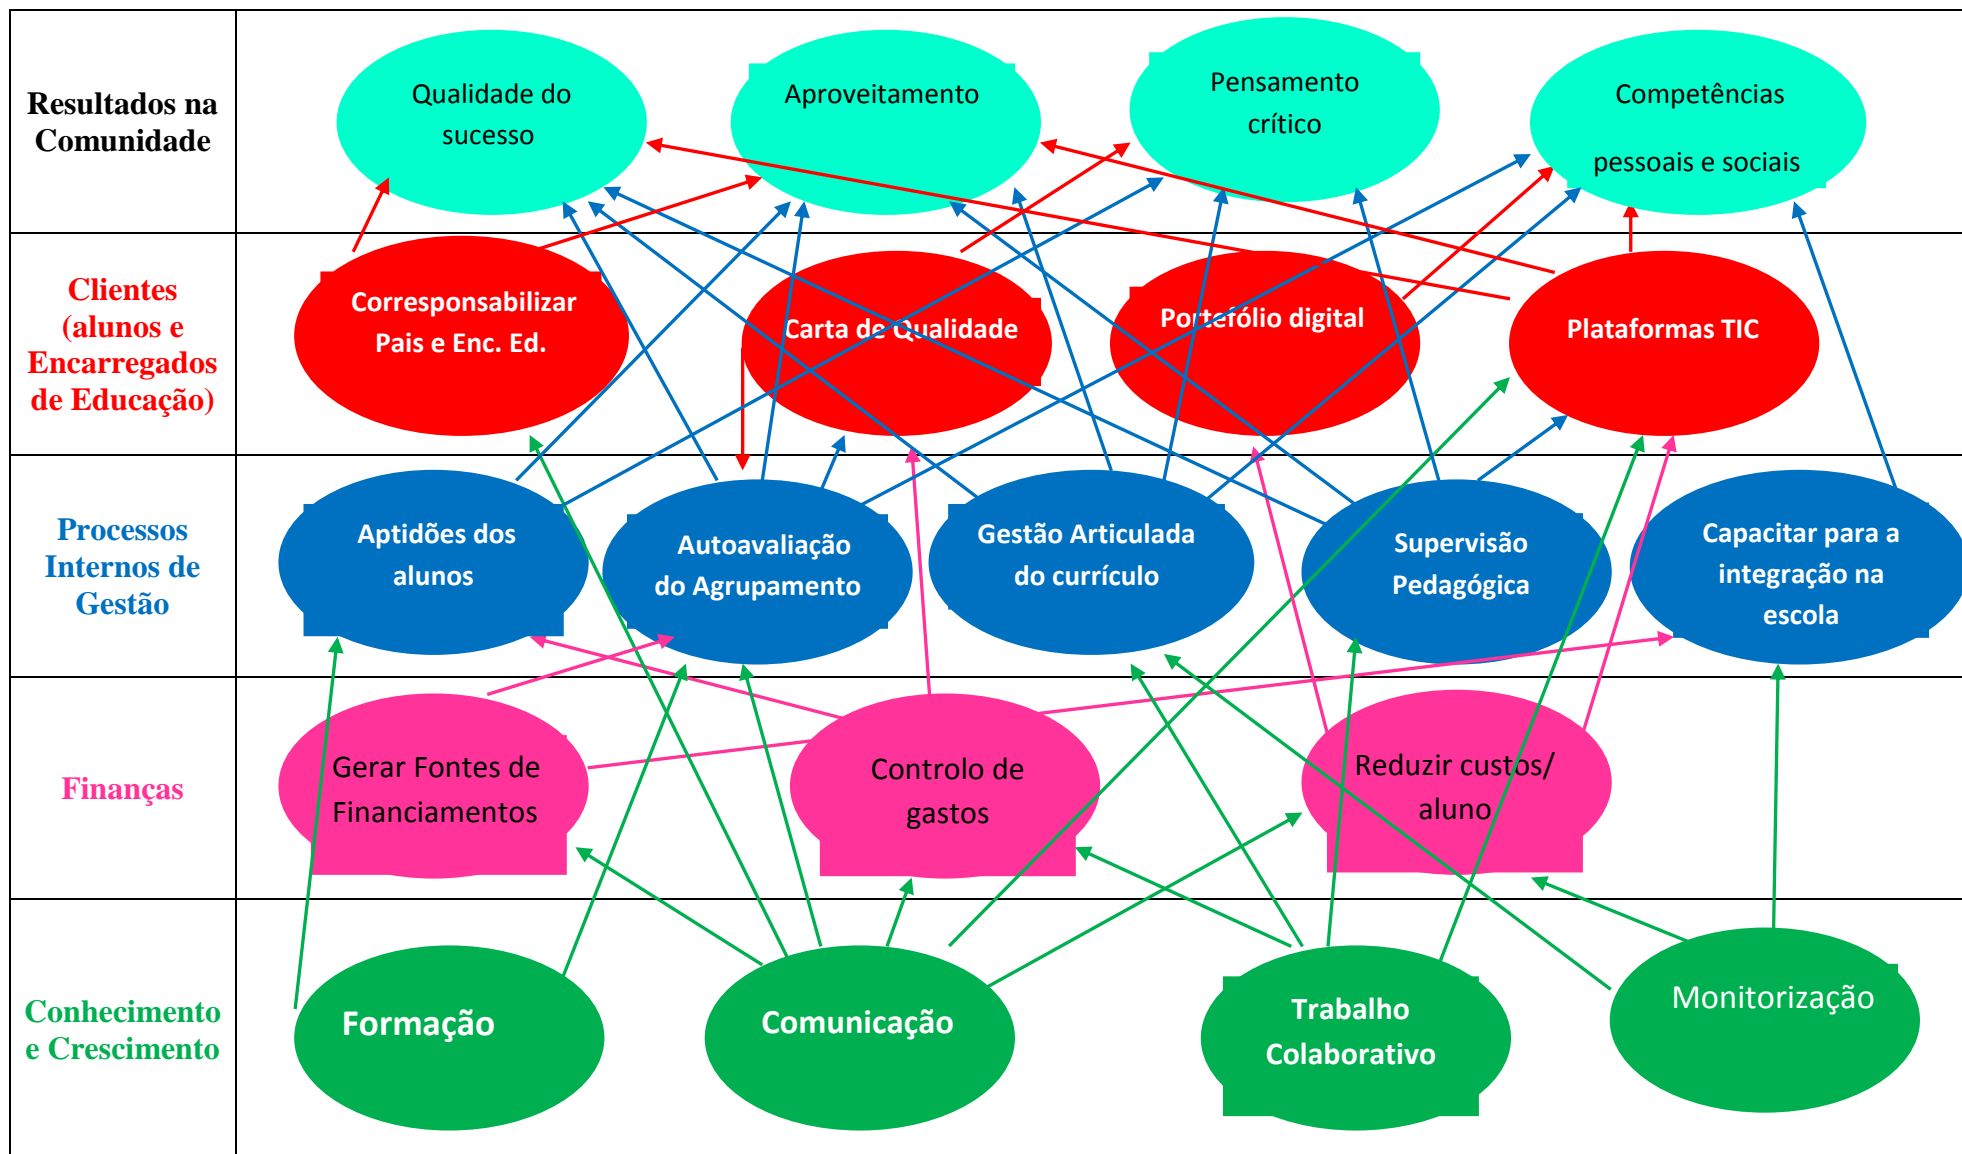 Resultados na
Comunidade
Qualidade do
sucesso
Aproveitamento
Pensamento
crítico
Competências
pessoais e sociais
Clientes
(alunos e
Encarregados
de Educação)
Corresponsabilizar
Pais e Enc. Ed.
Carta de Qualidade
Portefólio digital
Plataformas TIC
Processos
Internos de
Gestão
Aptidões dos
alunos
Autoavaliação
do Agrupamento
Gestão Articulada
do currículo
Supervisão
Pedagógica
Capacitar para a
integração na
escola
Finanças
Gerar Fontes de
Financiamentos
Controlo de
gastos
Reduzir custos/
aluno
Conhecimento
e Crescimento
Formação
Comunicação
Trabalho
Colaborativo
Monitorização